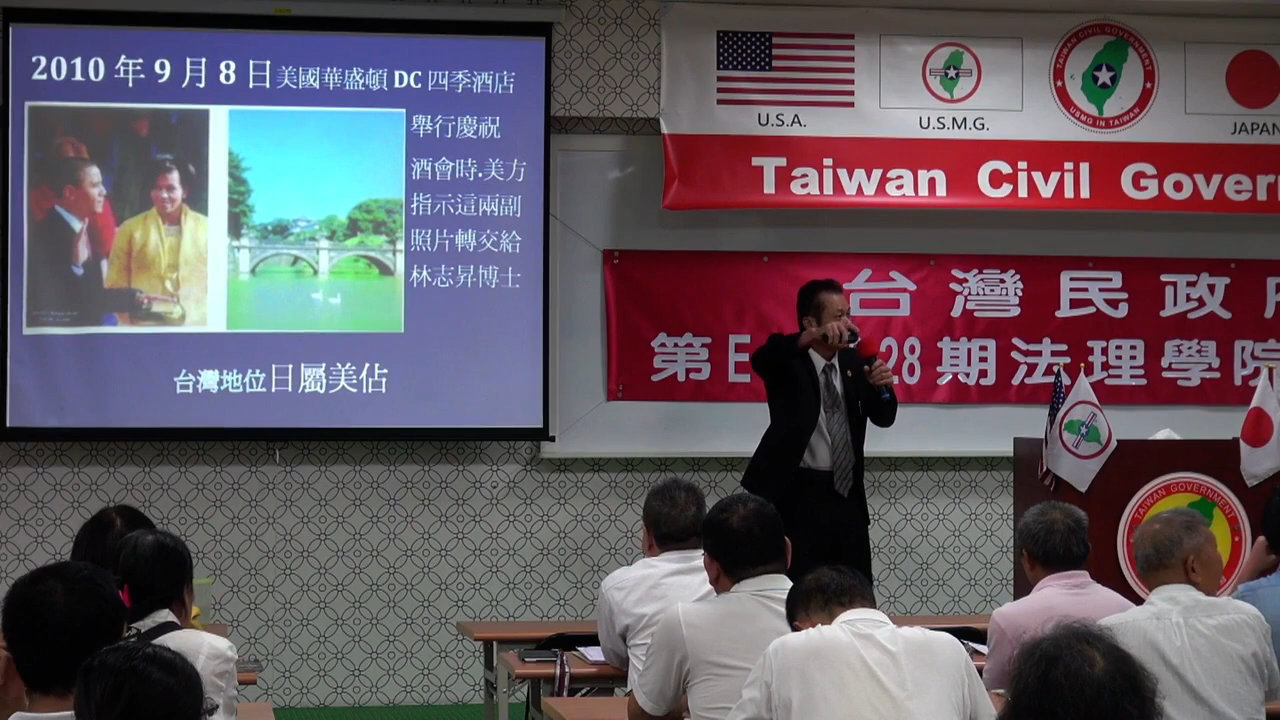 2010 年 9 月 8 日美國華盛頓 DC 四季酒店
舉行慶祝
酒會時.美方
指示這兩副
照片轉交給
林志昇博士
台灣地位日屬美佔
U.S.A.
U.S.M.G.
TAIWAN CIVIL GOVERNMENT
USMG IN TAIWAN
JAPAN
Taiwan Civil Gover
台灣民政
第E 28期法理學院
TAIWAN GOVERNMENT